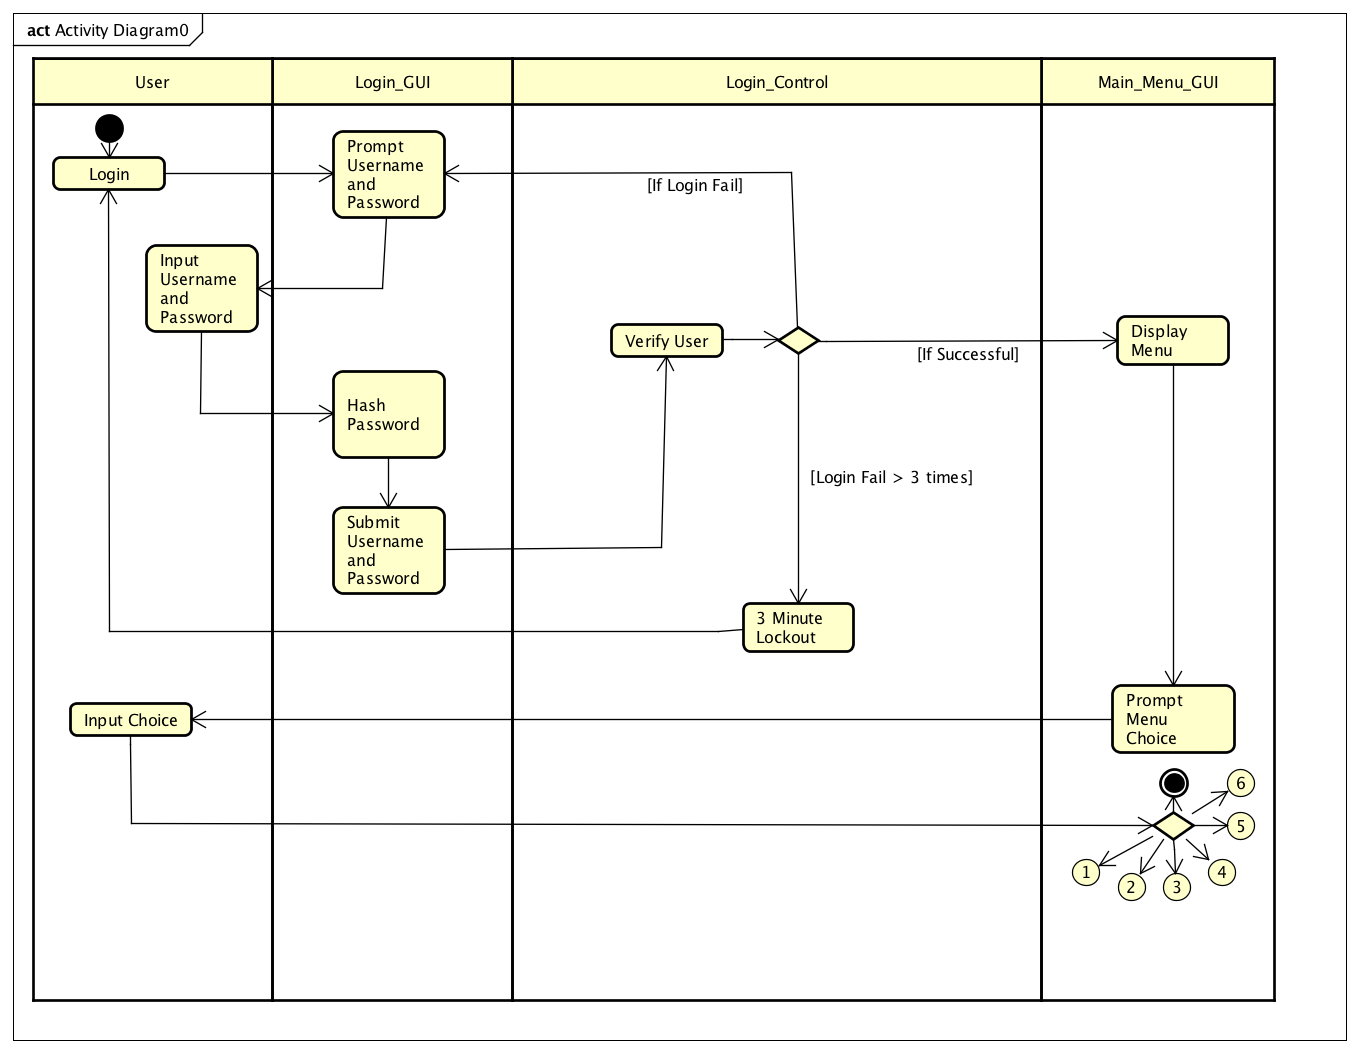 act Activity Diagram0
User
Login_GUI
Login_Control
Main_Menu_GUI
Login
Prompt
Username
and
Password
[If Login Fail]
Input
Username
and
Password
Verify User
[If Successful]
Display
Menu
Hash
Password
[Login Fail > 3 times]
Submit
Username
and
Password
3 Minute
Lockout
Input Choice
Prompt
Menu
Choice
6
5
1
2
3
4